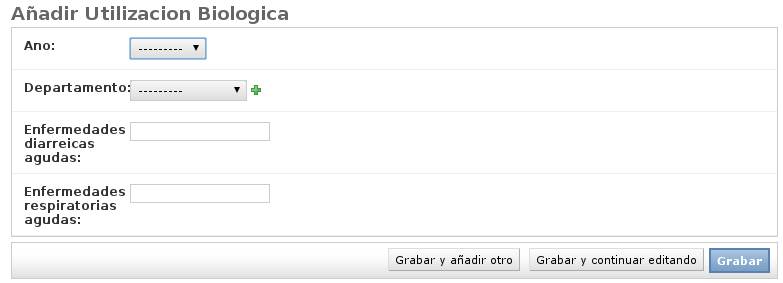 Añadir Utilizacion Biologica
Ano: ---------
Departamento: ---------
Enfermedades
diarreicas
agudas:
Enfermedades
respiratorias
agudas:
Grabar y añadir otro Grabar y continuar editando Grabar